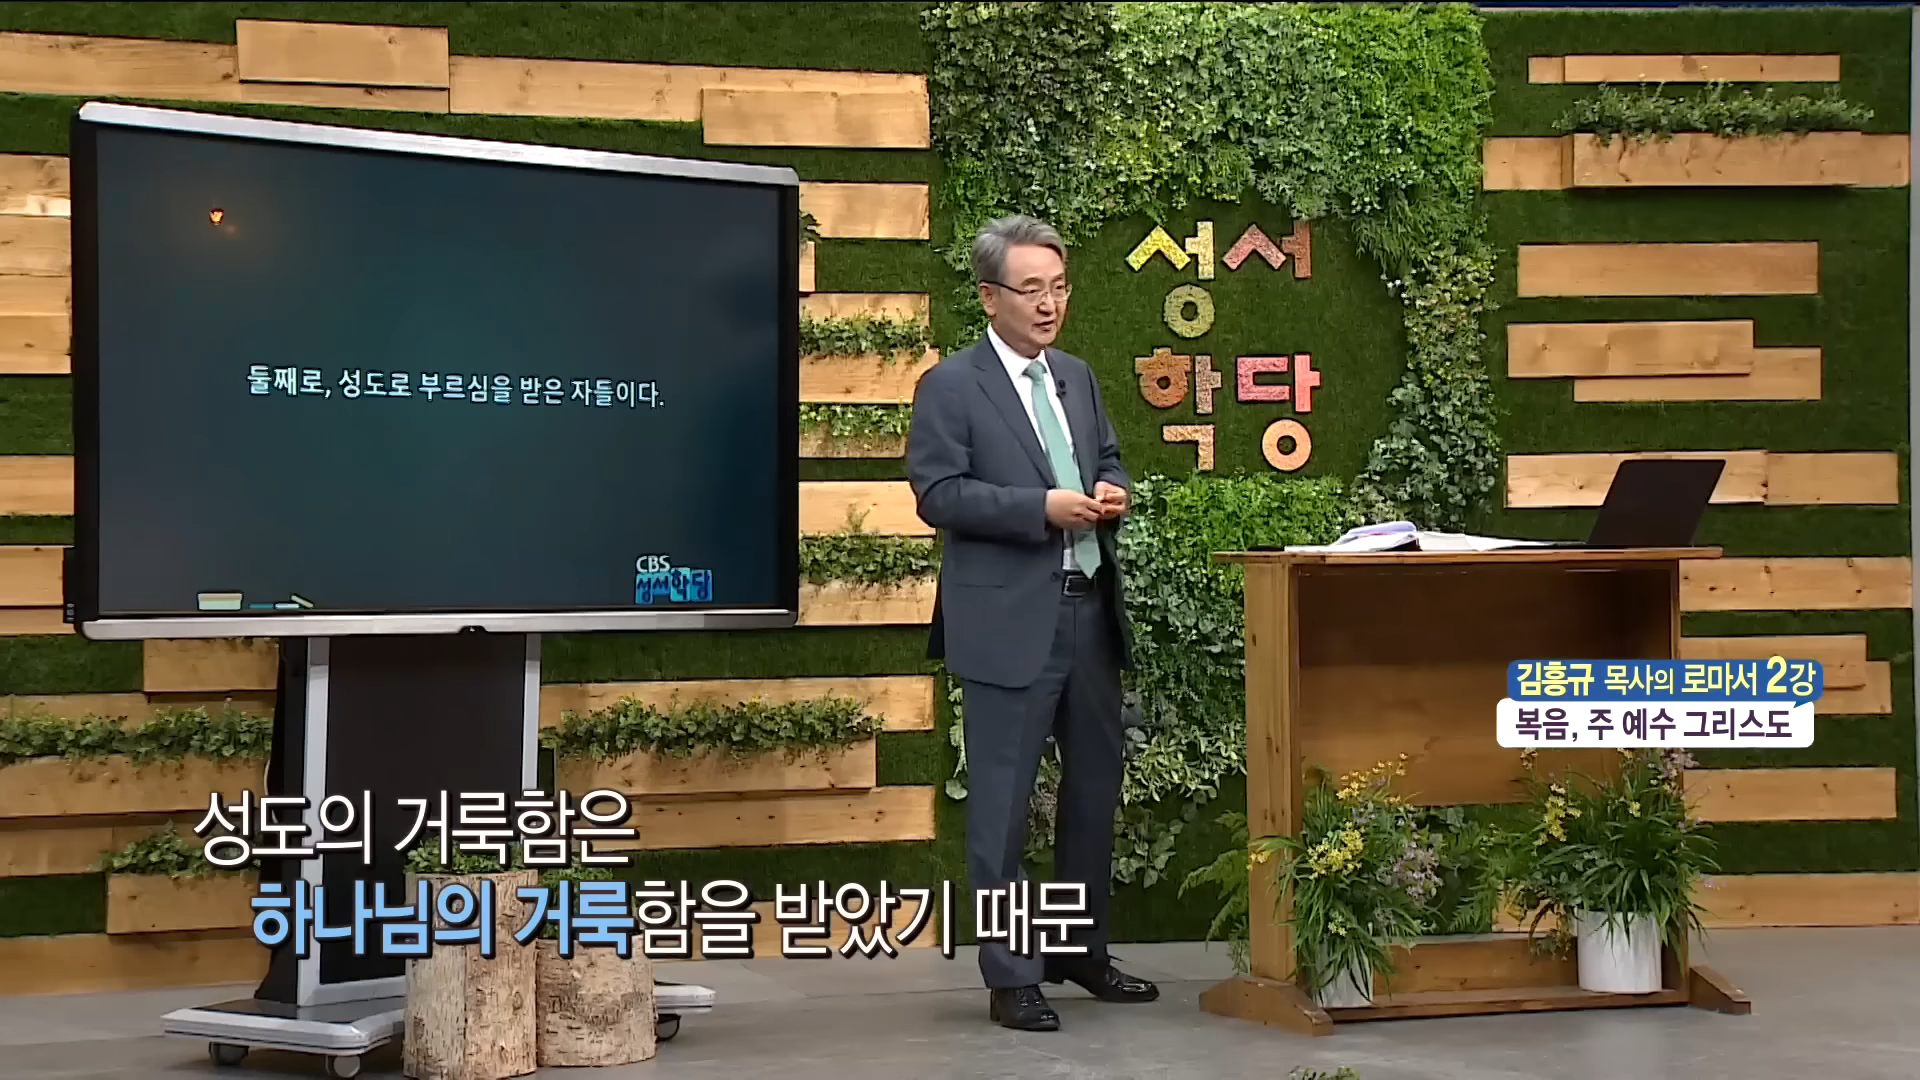 둘째로, 성도로 부르심을 받은 자들이다.
CBS
성서학당
성서
학당
김흥규 목사의 로마서 2강
복음, 주 예수 그리스도
성도의 거룩함은
하나님의 거룩함을 받았기 때문